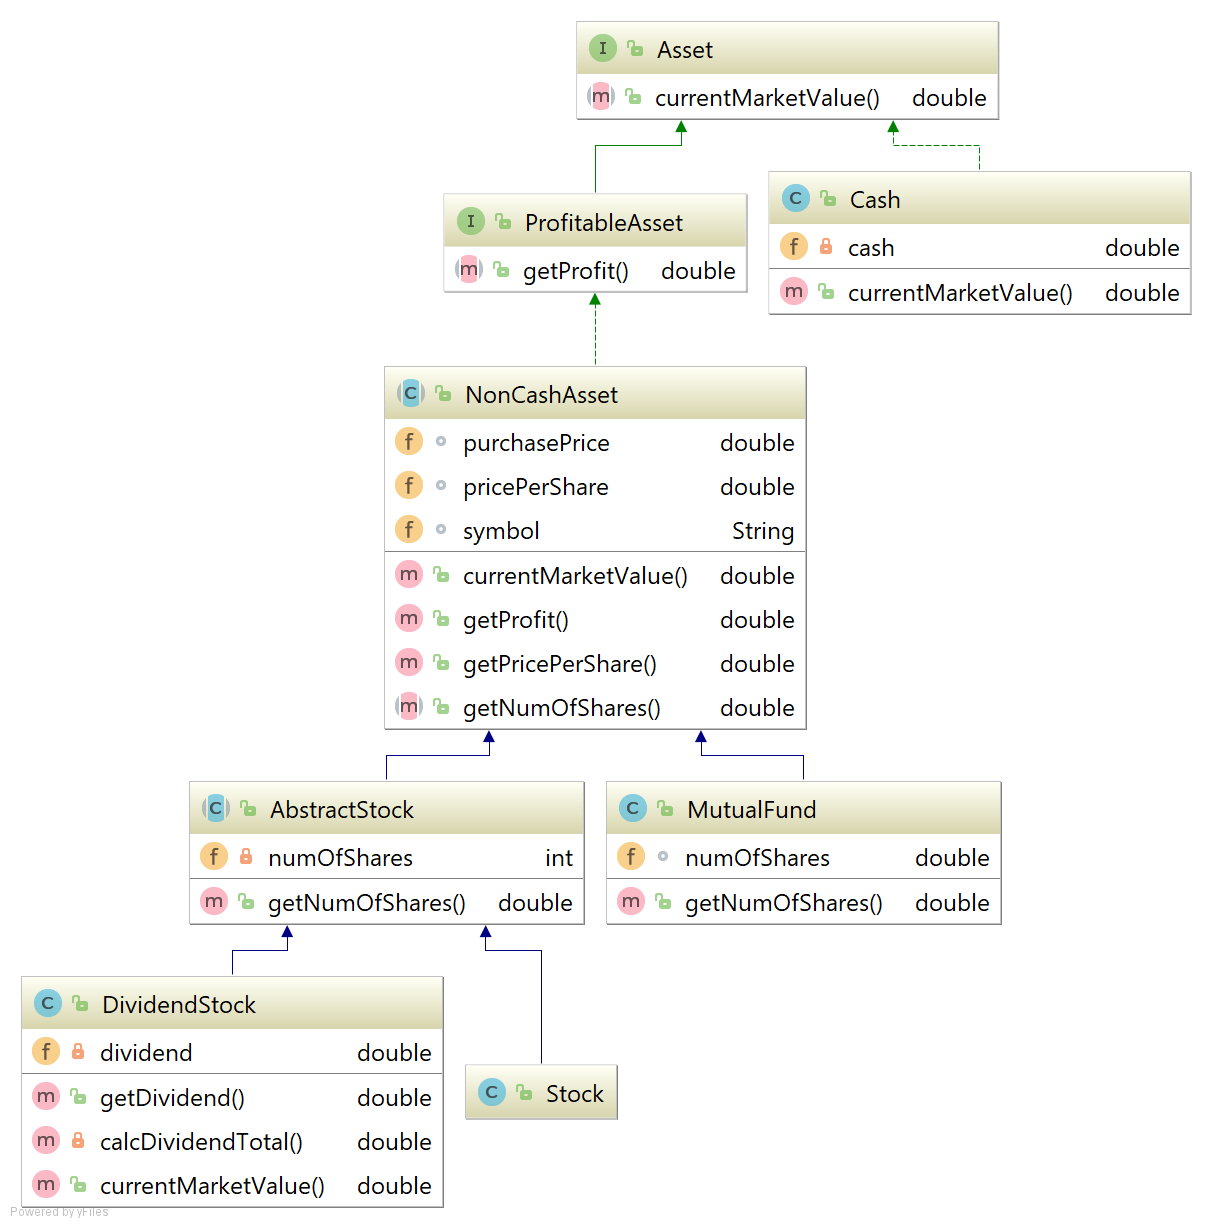 I Asset
m currentMarketValue() double
I ProfitableAsset
m getProfit() double
C Cash
f cash double
m currentMarketValue() double
C NonCashAsset
f purchasePrice double
f pricePerShare double
f symbol String
m currentMarketValue() double
m getProfit() double
m getPricePerShare() double
m getNumOfShares() double
C AbstractStock
f numOfShares int
m getNumOfShares() double
C MutualFund
f numOfShares double
m getNumOfShares() double
C DividendStock
f dividend double
m getDividend() double
m calcDividendTotal() double
m currentMarketValue() double
C Stock
Powered by yFiles